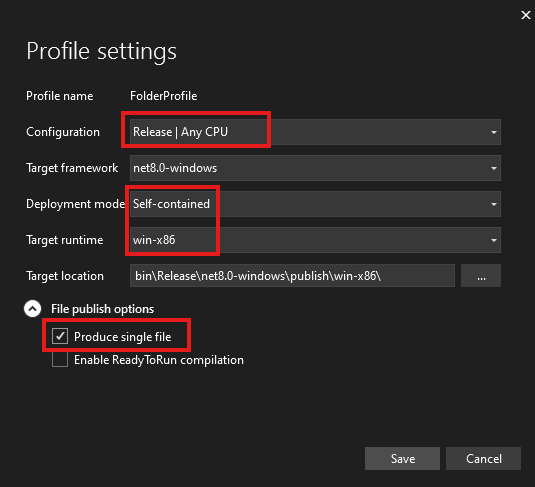 Profile settings
Profile name FolderProfile
Configuration Release | Any CPU
Target framework net8.0-windows
Deployment mode Self-contained
Target runtime win-x86
Target location bin\Release\net8.0-windows\publish\win-x86\ ...
File publish options
Produce single file
Enable ReadyToRun compilation
Save Cancel